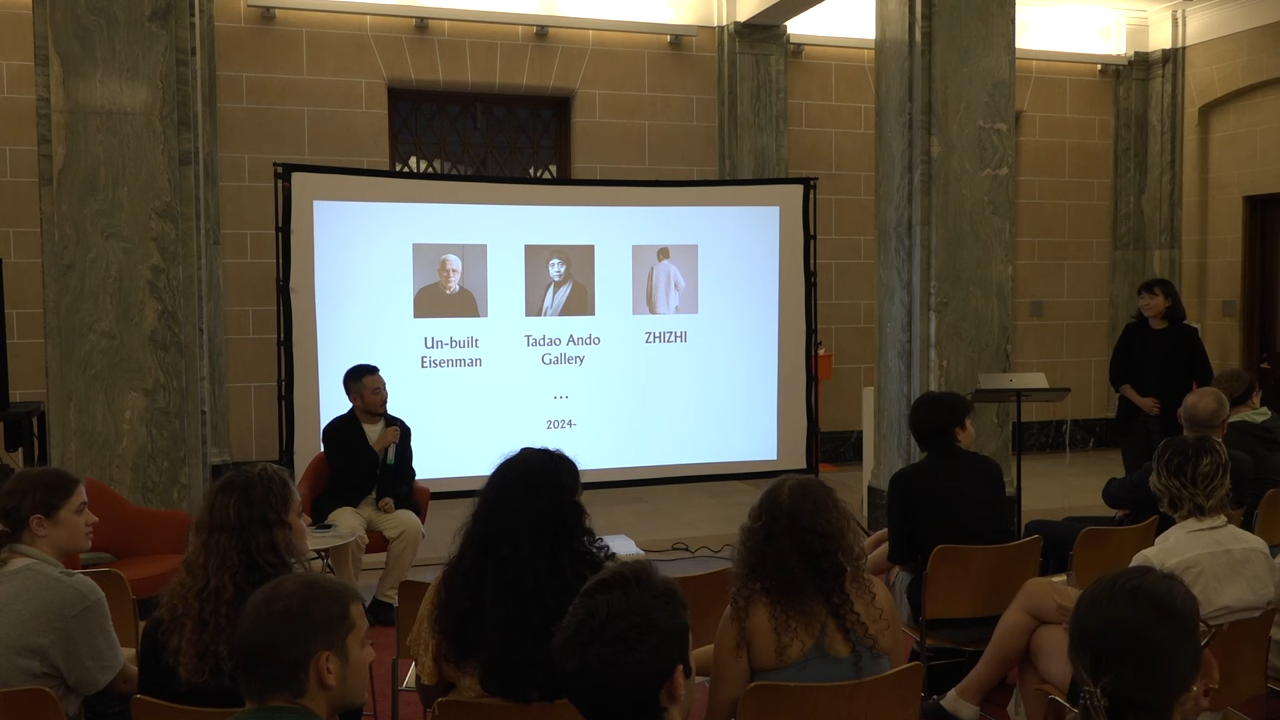 Un-built
Eisenman
Tadao Ando
Gallery
ZHIZHI
...
2024-